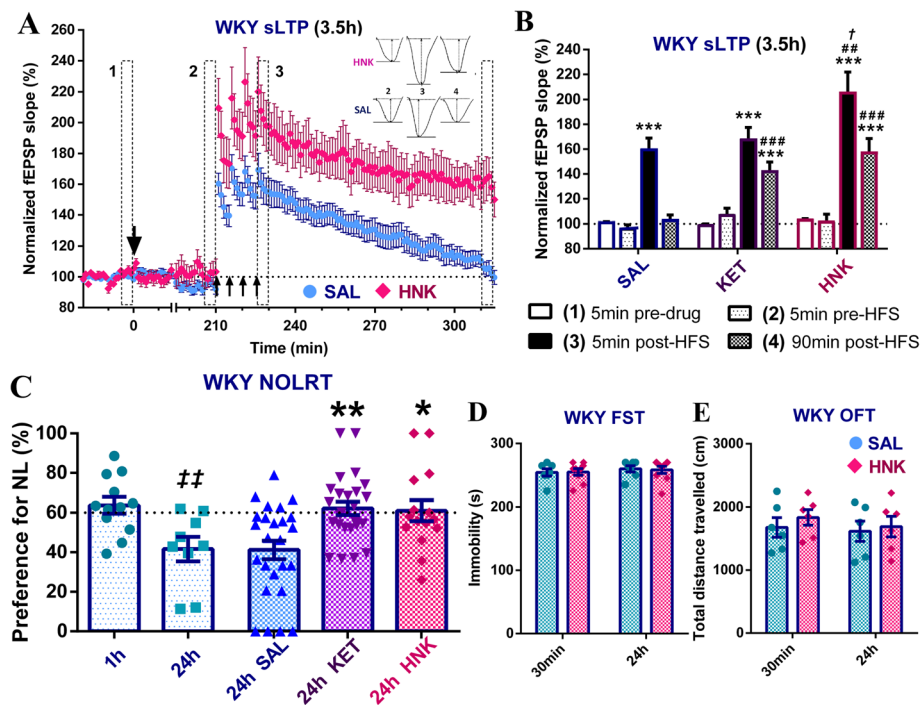 A
WKY sLTP (3.5h)
Normalized fEPSP slope (%)
260
240
220
200
180
160
140
120
100
80
1
2
3
HNK
SAL
2 3 4
SAL HNK
0 210 240 270 300
Time (min)
B
WKY sLTP (3.5h)
Normalized fEPSP slope (%)
240
220
200
180
160
140
120
100
80
***
***
###
***
†
##
***
###
***
SAL KET HNK
(1) 5min pre-drug (2) 5min pre-HFS
(3) 5min post-HFS (4) 90min post-HFS
C
WKY NOLRT
Preference for NL (%)
100
80
60
40
20
0
‡‡
**
*
1h 24h 24h SAL 24h KET 24h HNK
D
WKY FST
Immobility (s)
300
200
100
0
30min 24h
E
WKY OFT
Total distance travelled (cm)
3000
2000
1000
0
SAL
HNK
30min 24h